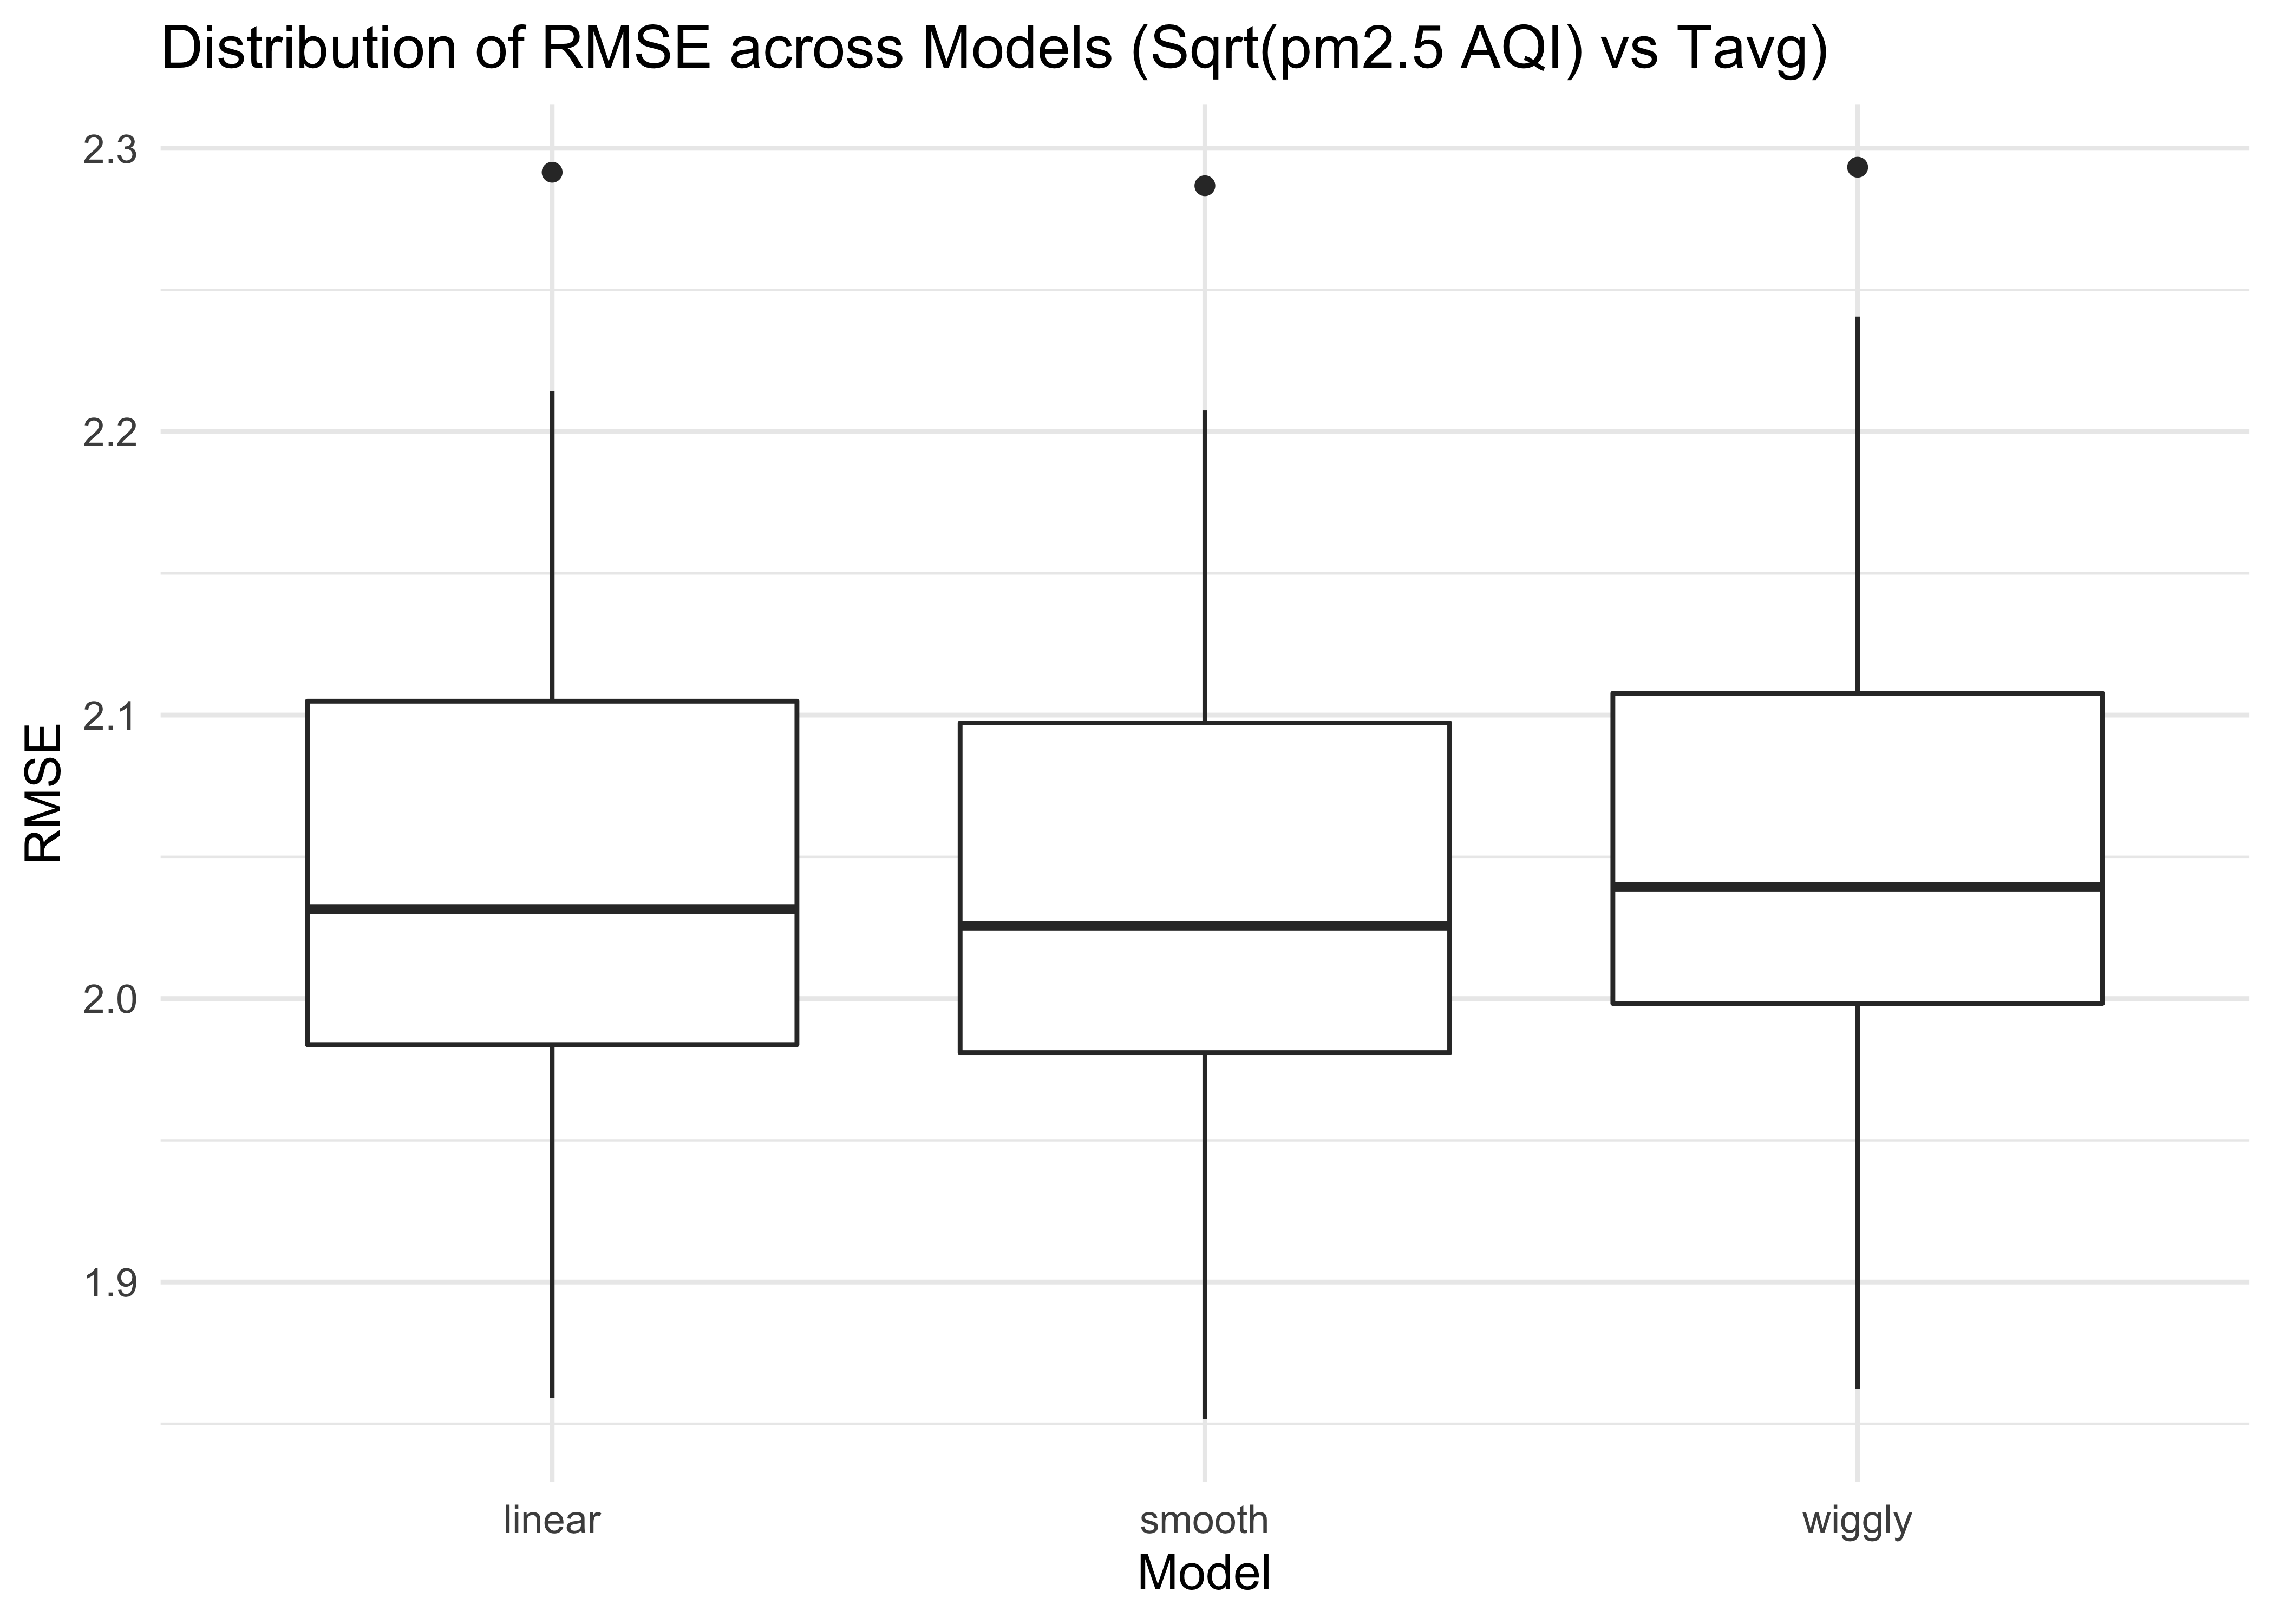 Distribution of RMSE across Models (Sqrt(pm2.5 AQI) vs Tavg)
2.3
2.2
2.1
2.0
1.9
RMSE
linear smooth wiggly
Model